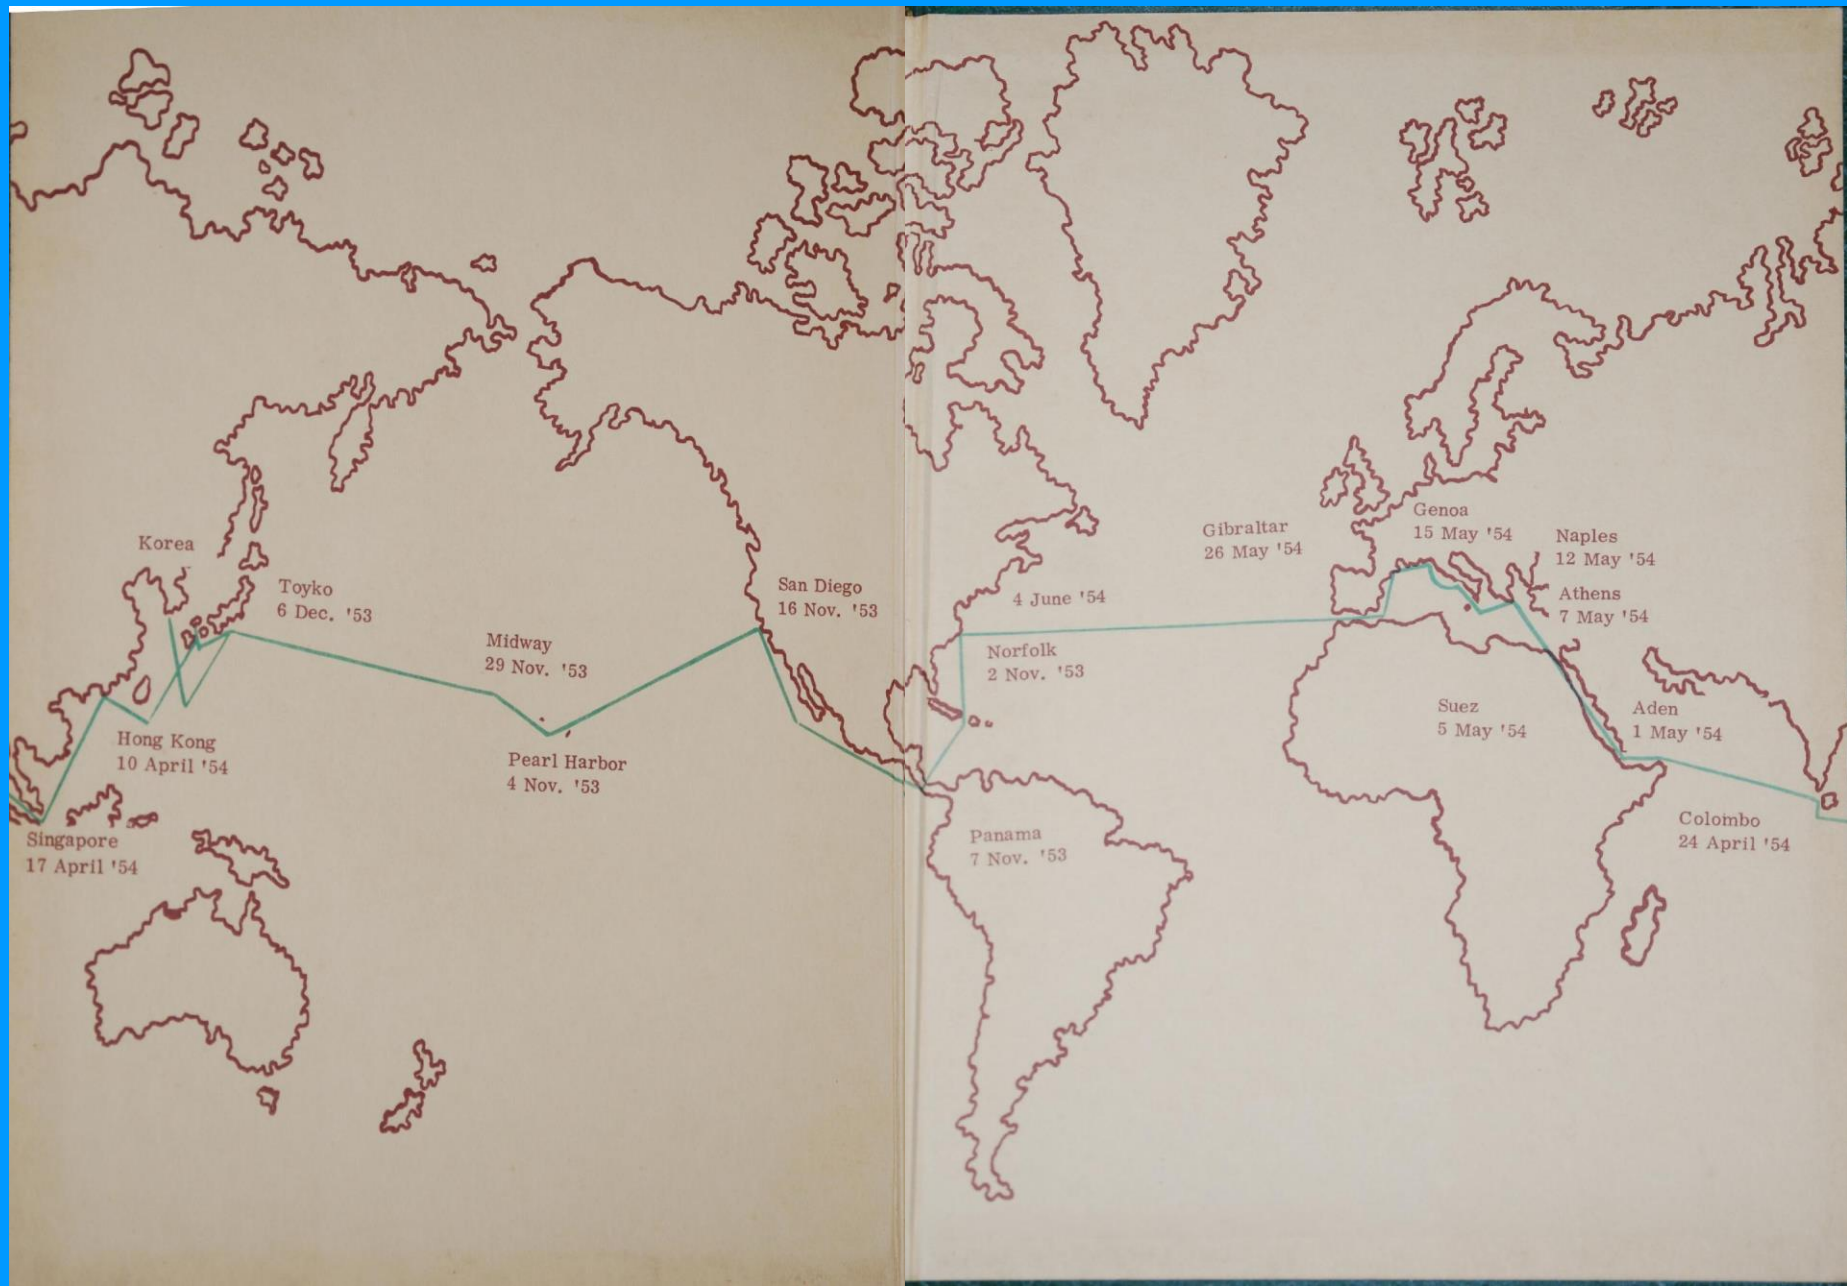 Korea
Toyko
6 Dec. '53
Midway
29 Nov. '53
San Diego
16 Nov. '53
Hong Kong
10 April '54
Pearl Harbor
4 Nov. '53
Singapore
17 April '54
Gibraltar
26 May '54
Genoa
15 May '54
Naples
12 May '54
Athens
7 May '54
4 June '54
Norfolk
2 Nov. '53
Suez
5 May '54
Aden
1 May '54
Panama
7 Nov. '53
Colombo
24 April '54